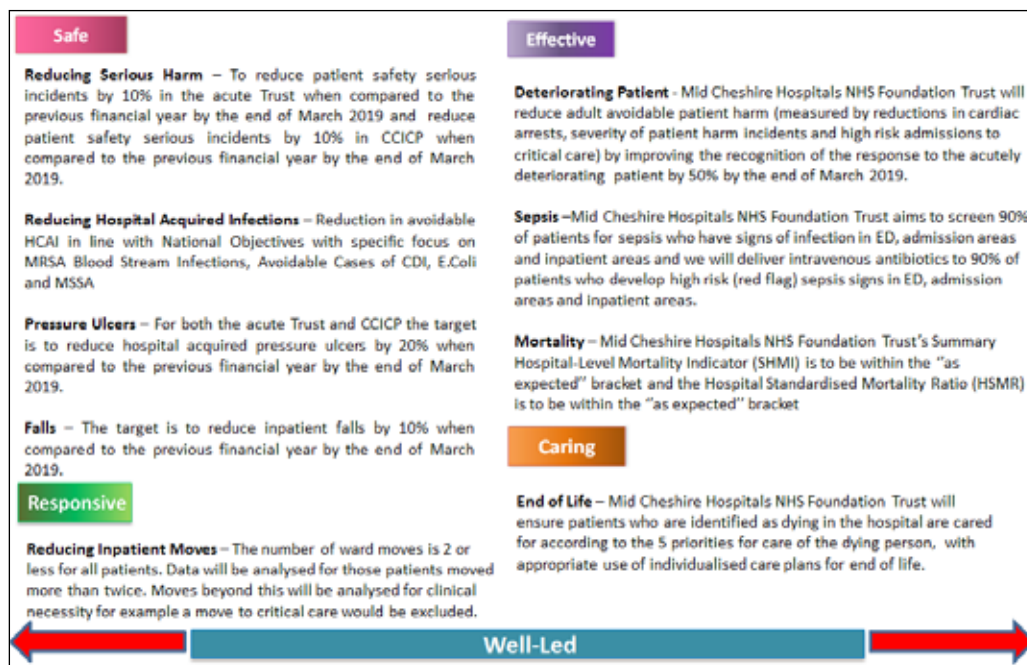 Safe
Reducing Serious Harm – To reduce patient safety serious
incidents by 10% in the acute Trust when compared to the
previous financial year by the end of March 2019 and reduce
patient safety serious incidents by 10% in CCICP when
compared to the previous financial year by the end of March
2019.
Reducing Hospital Acquired Infections – Reduction in avoidable
HCAI in line with National Objectives with specific focus on
MRSA Blood Stream Infections, Avoidable Cases of CDI, E.Coli
and MSSA
Pressure Ulcers – For both the acute Trust and CCICP the target
is to reduce hospital acquired pressure ulcers by 20% when
compared to the previous financial year by the end of March
2019.
Falls – The target is to reduce inpatient falls by 10% when
compared to the previous financial year by the end of March
2019.
Responsive
Reducing Inpatient Moves – The number of ward moves is 2 or
less for all patients. Data will be analysed for those patients moved
more than twice. Moves beyond this will be analysed for clinical
necessity for example a move to critical care would be excluded.
Effective
Deteriorating Patient - Mid Cheshire Hospitals NHS Foundation Trust will
reduce adult avoidable patient harm (measured by reductions in cardiac
arrests, severity of patient harm incidents and high risk admissions to
critical care) by improving the recognition of the response to the acutely
deteriorating patient by 50% by the end of March 2019.
Sepsis –Mid Cheshire Hospitals NHS Foundation Trust aims to screen 90%
of patients for sepsis who have signs of infection in ED, admission areas
and inpatient areas and we will deliver intravenous antibiotics to 90% of
patients who develop high risk (red flag) sepsis signs in ED, admission
areas and inpatient areas.
Mortality – Mid Cheshire Hospitals NHS Foundation Trust's Summary
Hospital-Level Mortality Indicator (SHMI) is to be within the "as
expected" bracket and the Hospital Standardised Mortality Ratio (HSMR)
is to be within the "as expected" bracket
Caring
End of Life – Mid Cheshire Hospitals NHS Foundation Trust will
ensure patients who are identified as dying in the hospital are cared
for according to the 5 priorities for care of the dying person, with
appropriate use of individualised care plans for end of life.
Well-Led